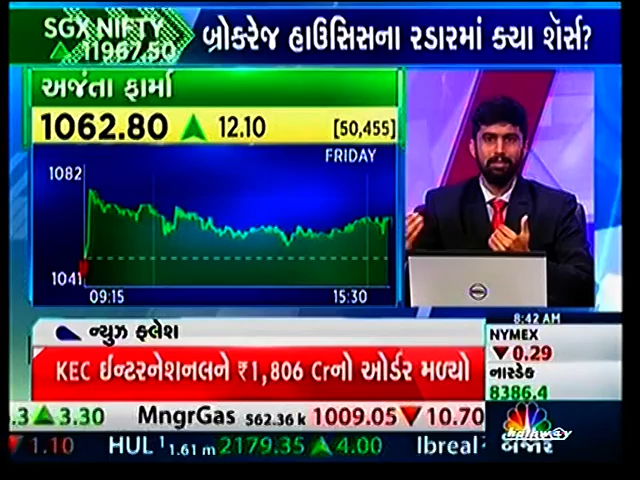 SGX NIFTY
▲11967.50
બ્રોકરેજ હાઉસિસના રડારમાં ક્યા શૅર્સ?
અજંતા ફાર્મા
1062.80 ▲ 12.10 [50,455]
FRIDAY
1082
1041
09:15 15:30
DELL
8:42 AM
ન્યુઝ ફ્લેશ
KEC ઈન્ટરનેશનલને ₹1,806 Crનો ઓર્ડર મળ્યો
NYMEX
▼0.29
નાસ્ડેક
8386.4
.3 ▲ 3.30 MngrGas 562.36 k 1009.05 ▼ 10.70
▼ 1.10 HUL 1.61 m 2179.35 ▲ 4.00 Ibreal
hathway
બજાર